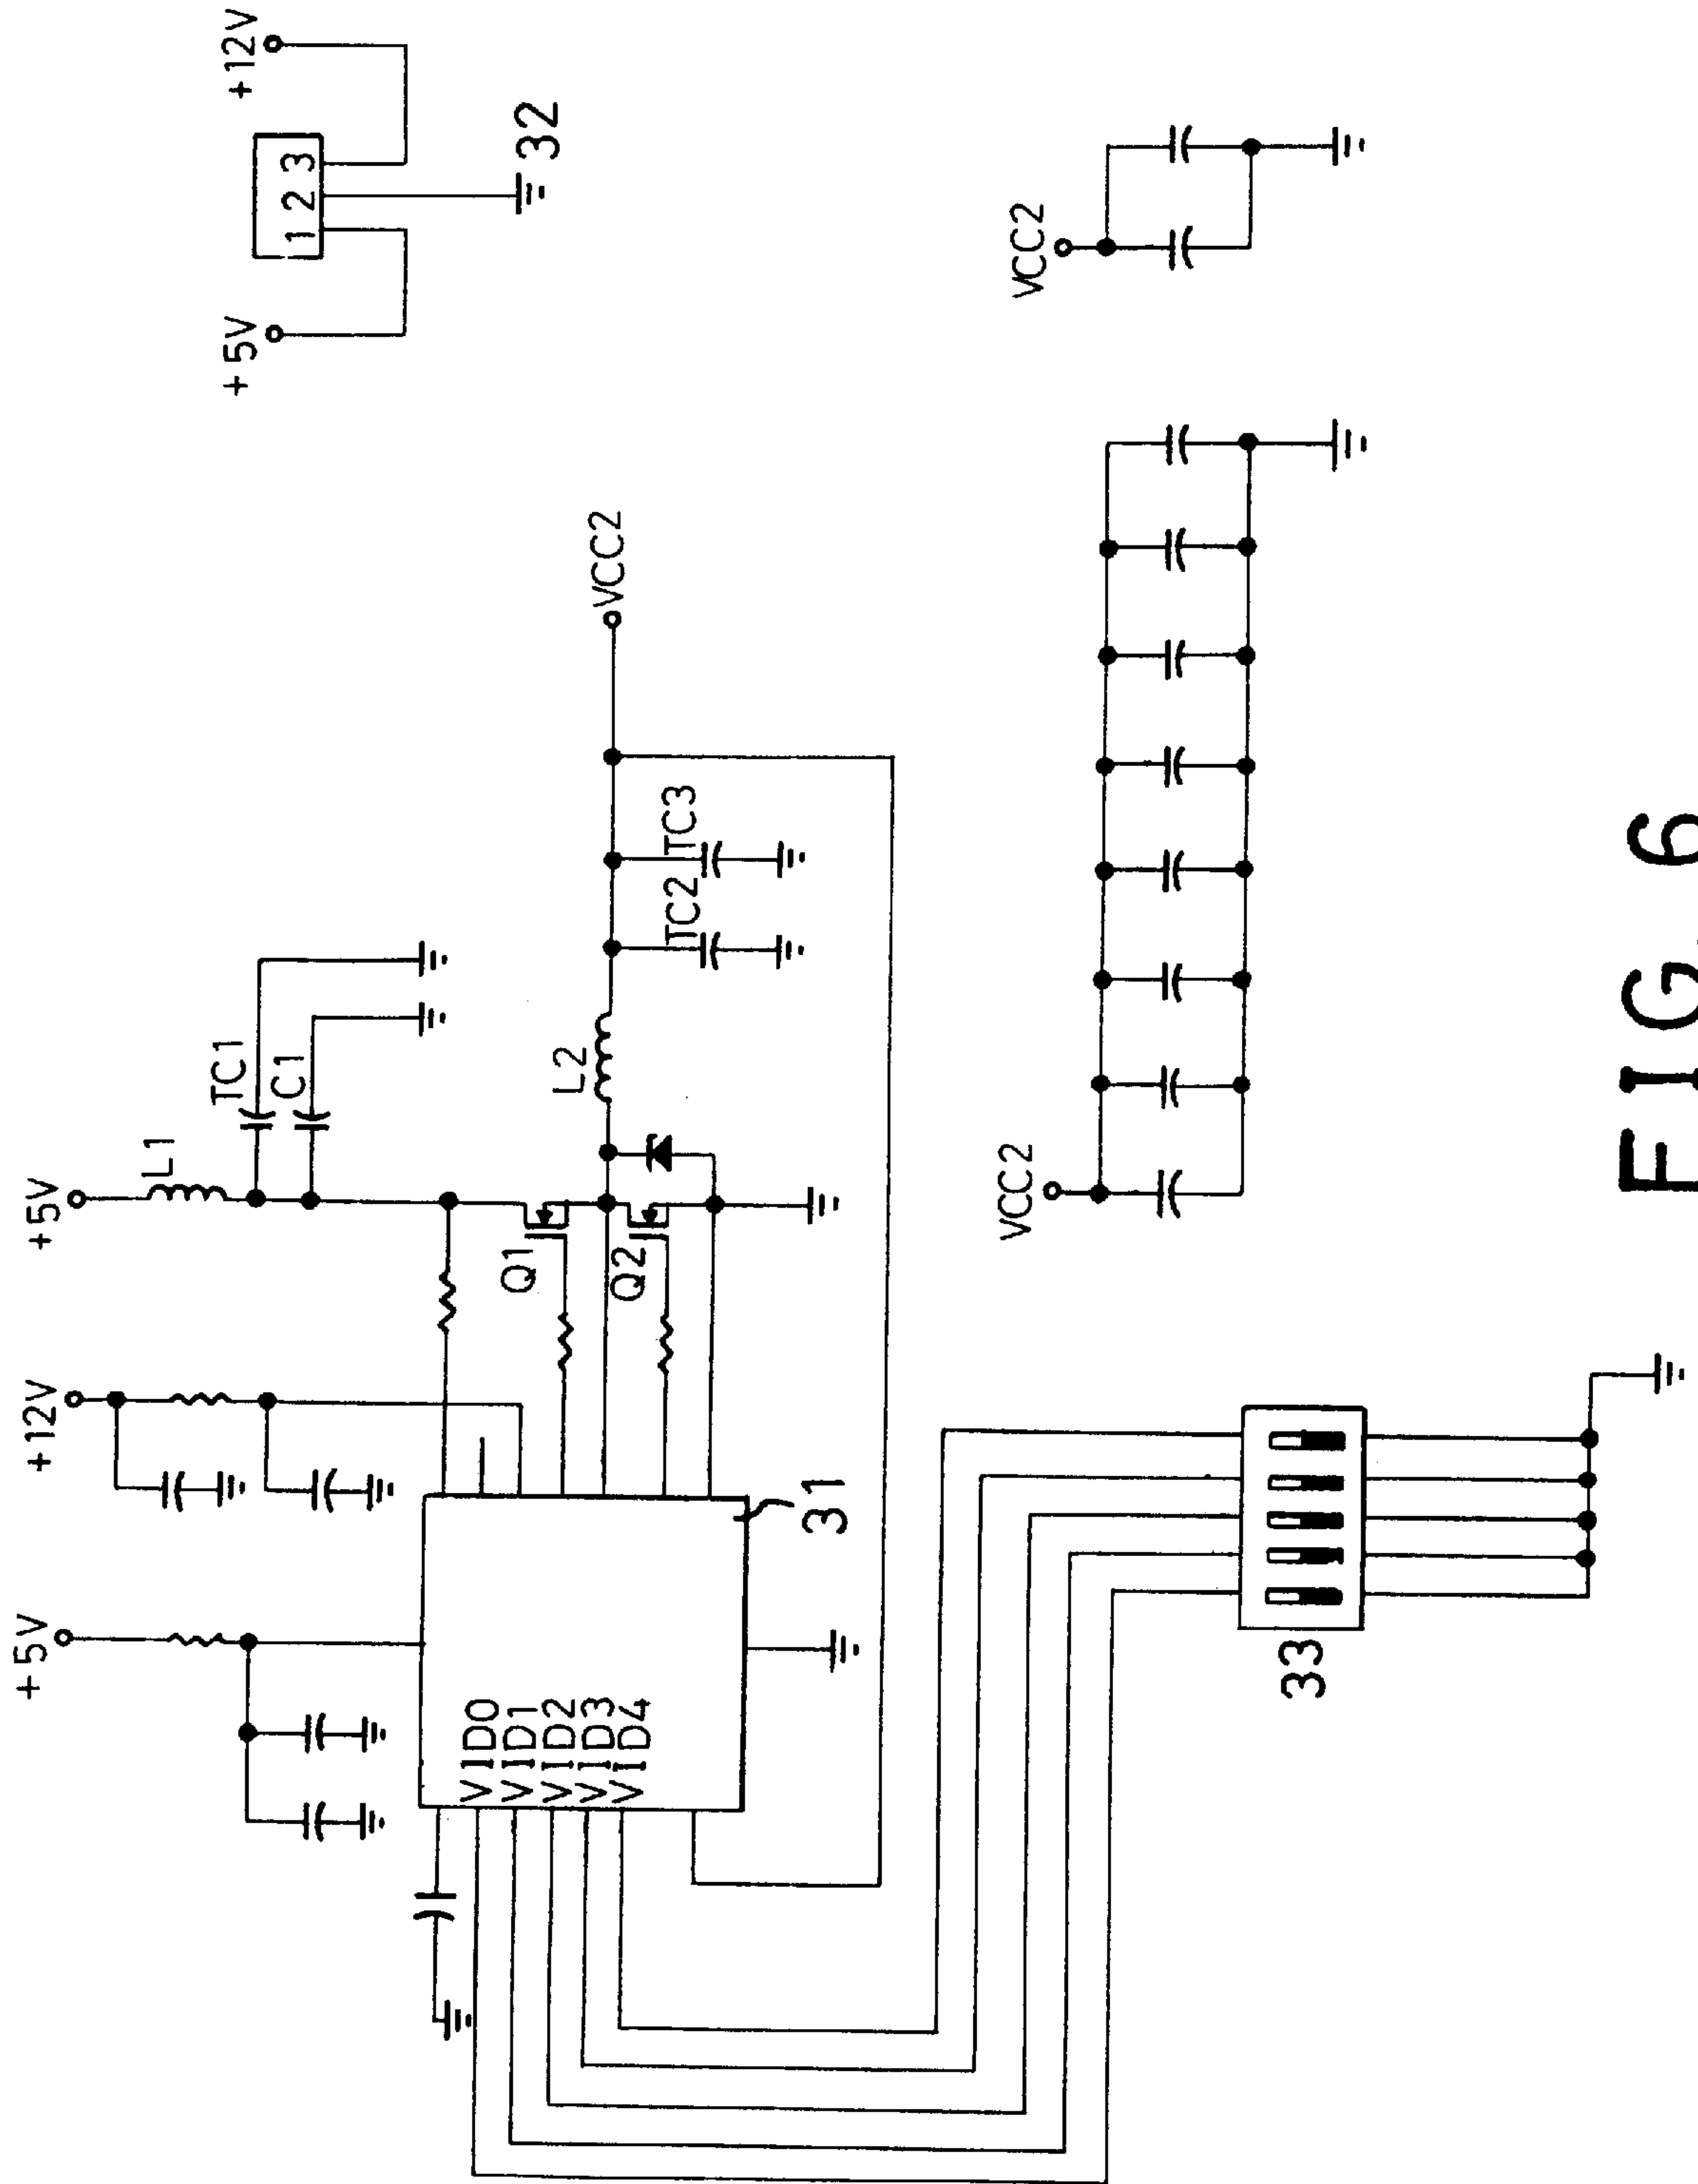 +5V
+12V
+5V
L1
TC1
C1
+5V
+12V
1 2 3
32
VID0
VID1
VID2
VID3
VID4
31
Q1
Q2
L2
TC2
TC3
VCC2
33
VCC2
VCC2
FIG.6